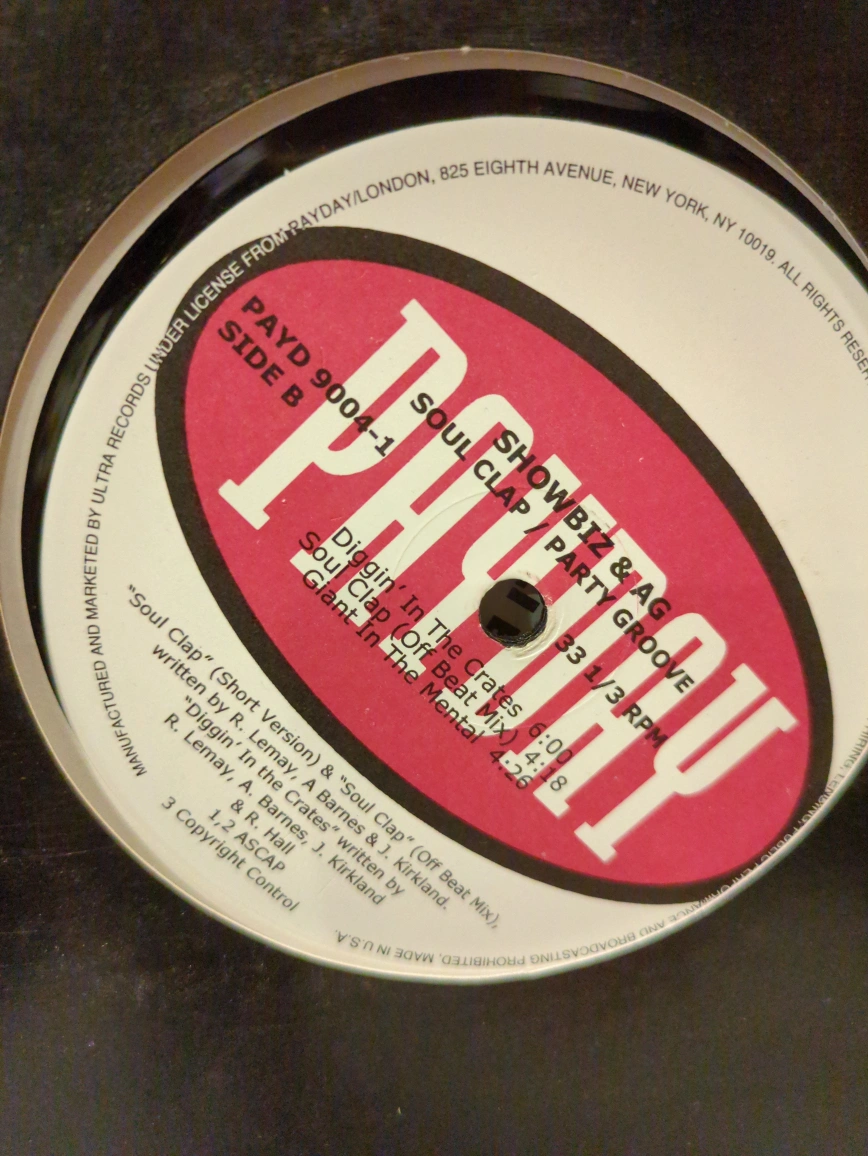 MANUFACTURED AND MARKETED BY ULTRA RECORDS UNDER LICENSE FROM PAYDAY/LONDON, 825 EIGHTH AVENUE, NEW YORK, NY 10019. ALL RIGHTS
PERFORMANCE AND BROADCASTING PROHIBITED. MADE IN U.S.A.
PAYDAY
PAYD 9004-1
SIDE B
SHOWBIZ & AG
SOUL CLAP / PARTY GROOVE
33 1/3 RPM
Diggin' In The Crates 6:00
Soul Clap (Off Beat Mix) 4:18
Giant In The Mental 4:26
"Soul Clap" (Short Version) & "Soul Clap" (Off Beat Mix),
written by R. Lemay, A Barnes & J. Kirkland.
"Diggin' In the Crates" written by
R. Lemay, A. Barnes, J. Kirkland
& R. Hall
1,2 ASCAP
3 Copyright Control